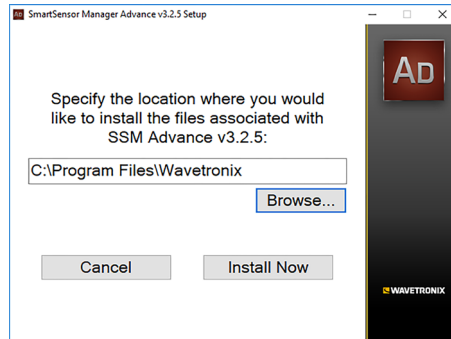 Ad SmartSensor Manager Advance v3.2.5 Setup
AD
Specify the location where you would
like to install the files associated with
SSM Advance v3.2.5:
C:\Program Files\Wavetronix
Browse...
Cancel
Install Now
WAVETRONIX